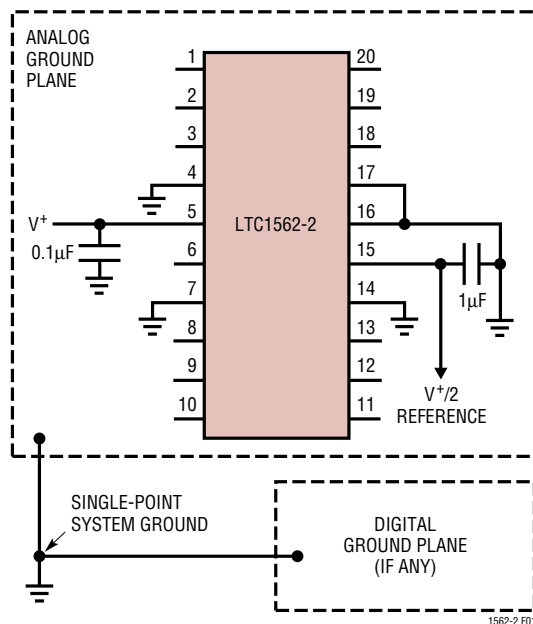 ANALOG
GROUND
PLANE
1
2
3
4
5
6
7
8
9
10
20
19
18
17
16
15
14
13
12
11
LTC1562-2
V+
0.1µF
1µF
V+/2
REFERENCE
SINGLE-POINT
SYSTEM GROUND
DIGITAL
GROUND PLANE
(IF ANY)